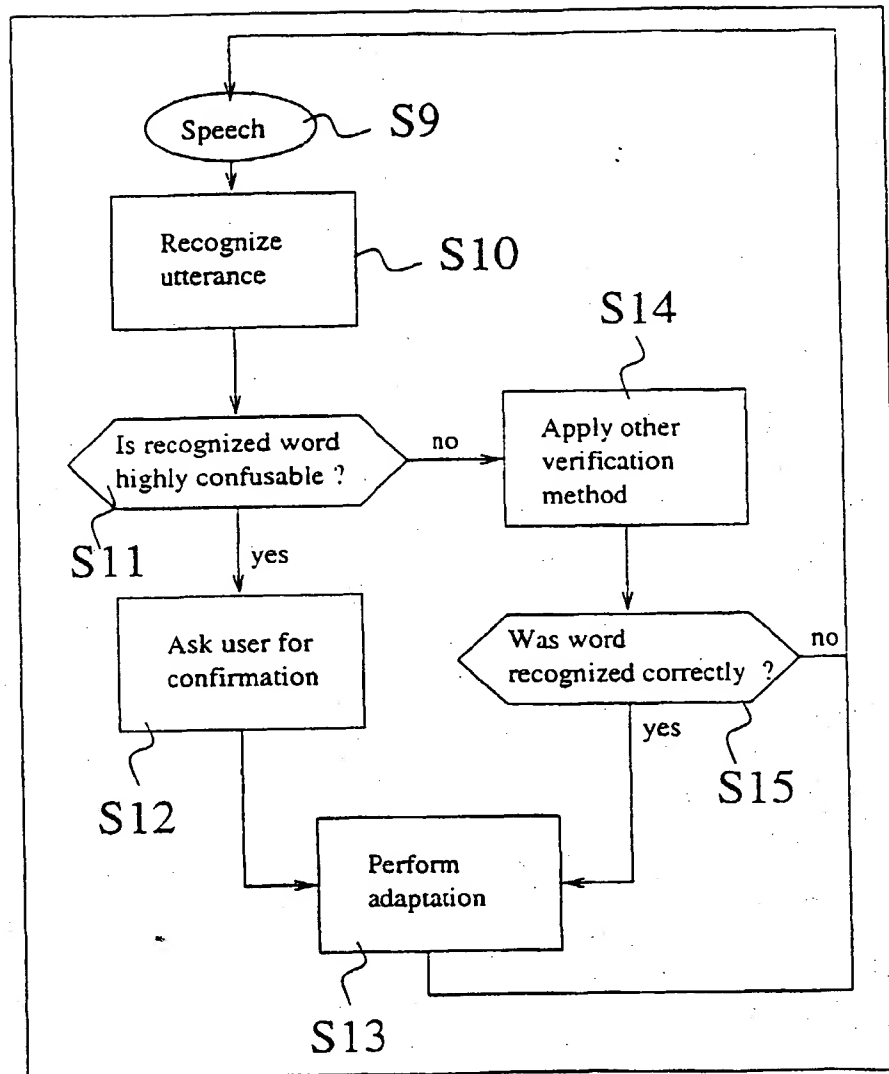 Speech
S9
Recognize
utterance
S10
S14
Is recognized word
highly confusable ?
no
Apply other
verification
method
S11
yes
Ask user for
confirmation
Was word
recognized correctly ?
no
yes
S12
S15
Perform
adaptation
S13